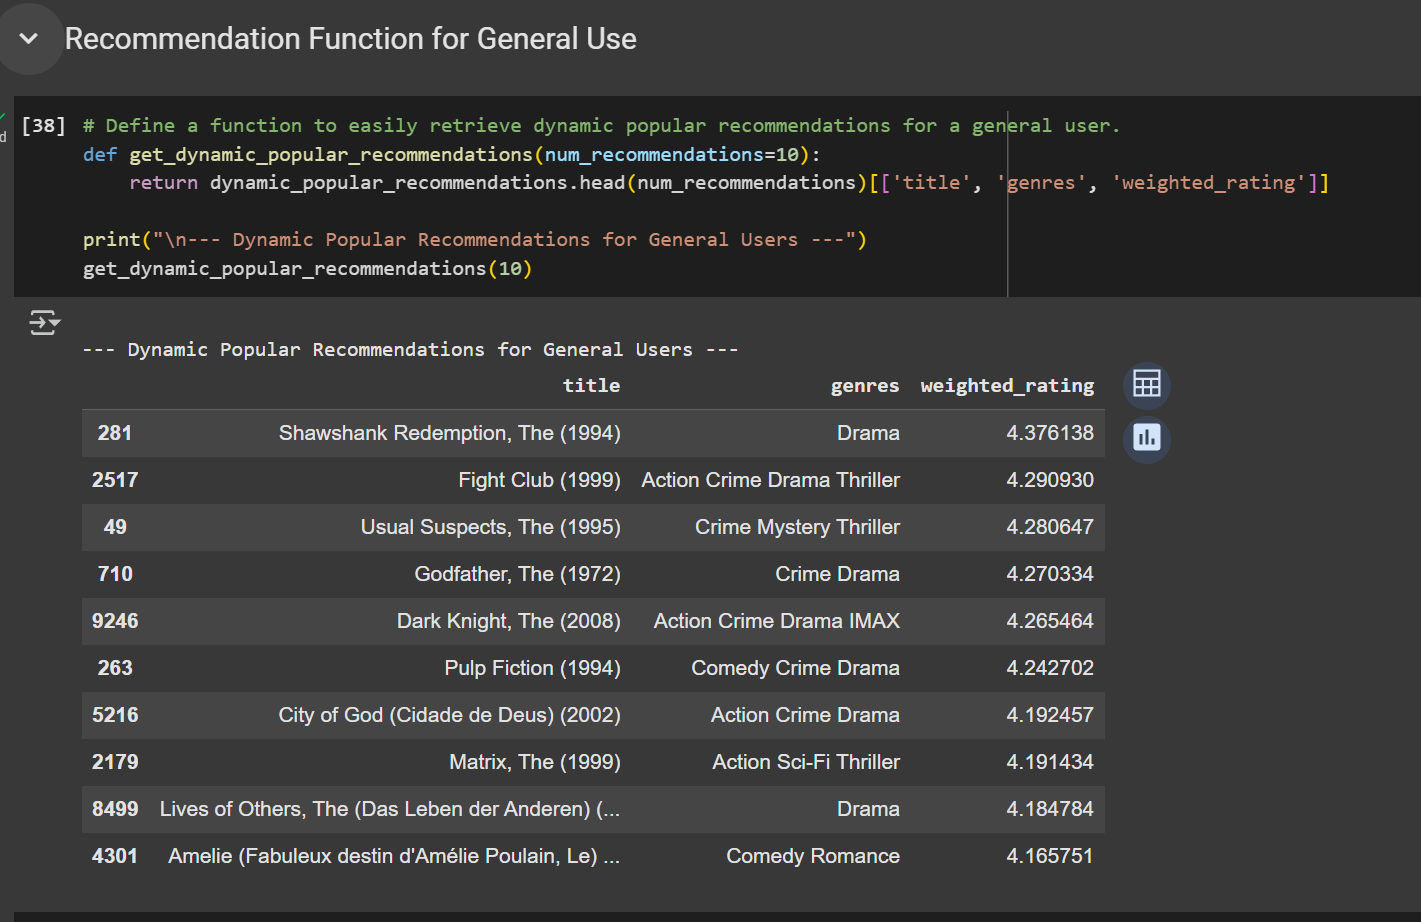 Recommendation Function for General Use
[38] # Define a function to easily retrieve dynamic popular recommendations for a general user.
def get_dynamic_popular_recommendations(num_recommendations=10):
return dynamic_popular_recommendations.head(num_recommendations)[['title', 'genres', 'weighted_rating']]
print("\n--- Dynamic Popular Recommendations for General Users ---")
get_dynamic_popular_recommendations(10)
--- Dynamic Popular Recommendations for General Users ---
title genres weighted_rating
281 Shawshank Redemption, The (1994) Drama 4.376138
2517 Fight Club (1999) Action Crime Drama Thriller 4.290930
49 Usual Suspects, The (1995) Crime Mystery Thriller 4.280647
710 Godfather, The (1972) Crime Drama 4.270334
9246 Dark Knight, The (2008) Action Crime Drama IMAX 4.265464
263 Pulp Fiction (1994) Comedy Crime Drama 4.242702
5216 City of God (Cidade de Deus) (2002) Action Crime Drama 4.192457
2179 Matrix, The (1999) Action Sci-Fi Thriller 4.191434
8499 Lives of Others, The (Das Leben der Anderen) (... Drama 4.184784
4301 Amelie (Fabuleux destin d'Amélie Poulain, Le) ... Comedy Romance 4.165751